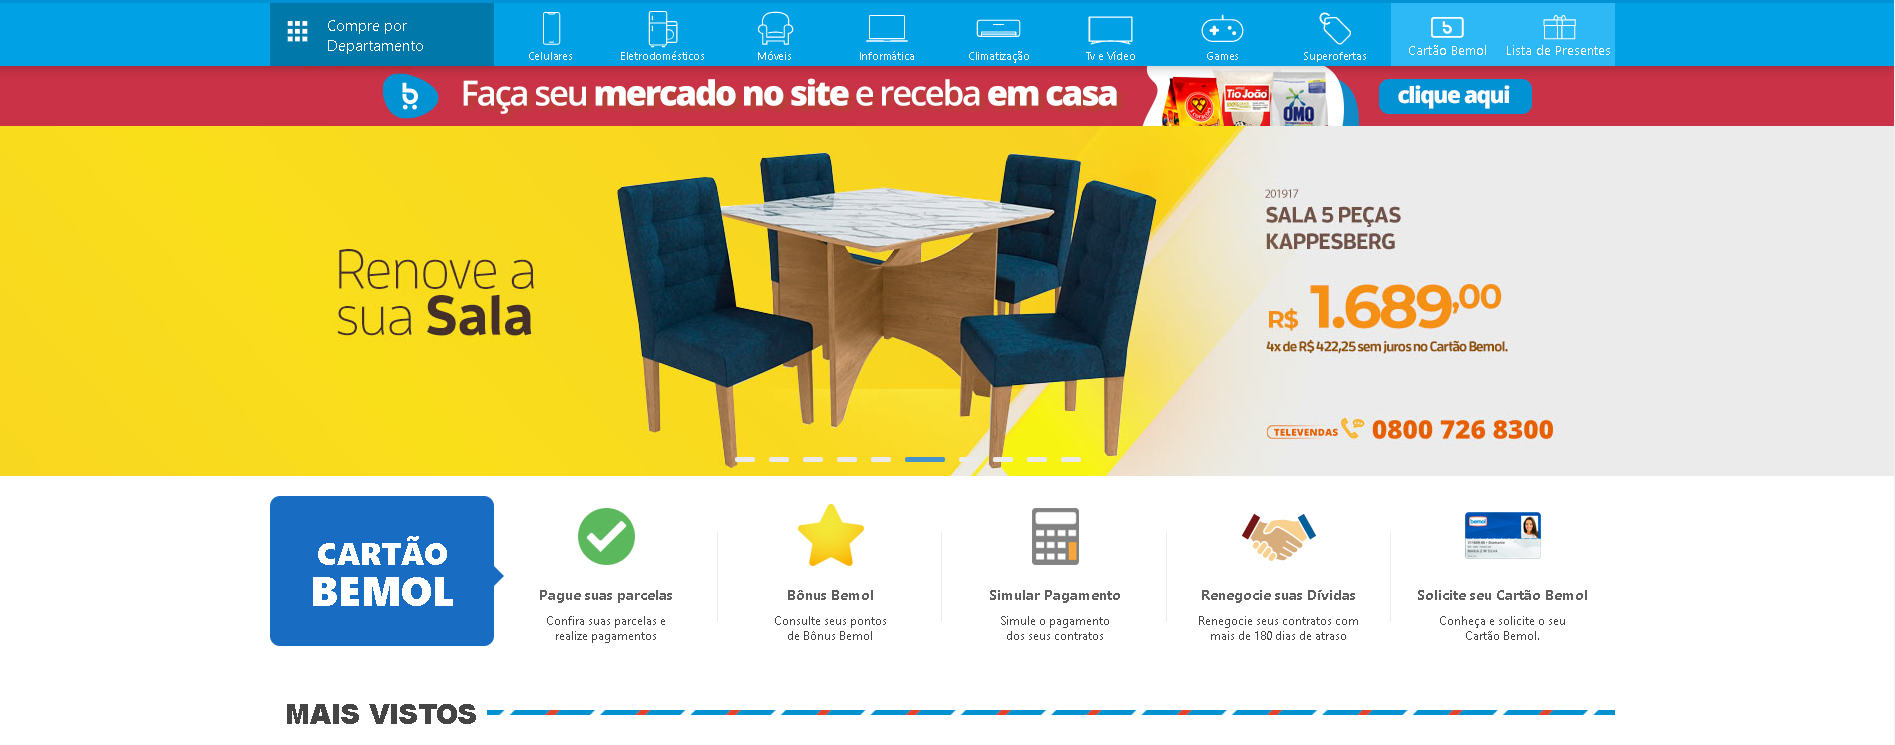 Compre por
Departamento
Celulares
Eletrodomésticos
Móveis
Informática
Climatização
Tv e Vídeo
Games
Superofertas
Cartão Bemol
Lista de Presentes
Faça seu mercado no site e receba em casa
Tio João
OMO
clique aqui
Renove a
sua Sala
201917
SALA 5 PEÇAS
KAPPESBERG
R$ 1.689,00
4x de R$ 422,25 sem juros no Cartão Bemol.
TELEVENDAS 0800 726 8300
CARTÃO
BEMOL
Pague suas parcelas
Confira suas parcelas e
realize pagamentos
Bônus Bemol
Consulte seus pontos
de Bônus Bemol
Simular Pagamento
Simule o pagamento
dos seus contratos
Renegocie suas Dívidas
Renegocie seus contratos com
mais de 180 dias de atraso
bemol
Solicite seu Cartão Bemol
Conheça e solicite o seu
Cartão Bemol.
MAIS VISTOS